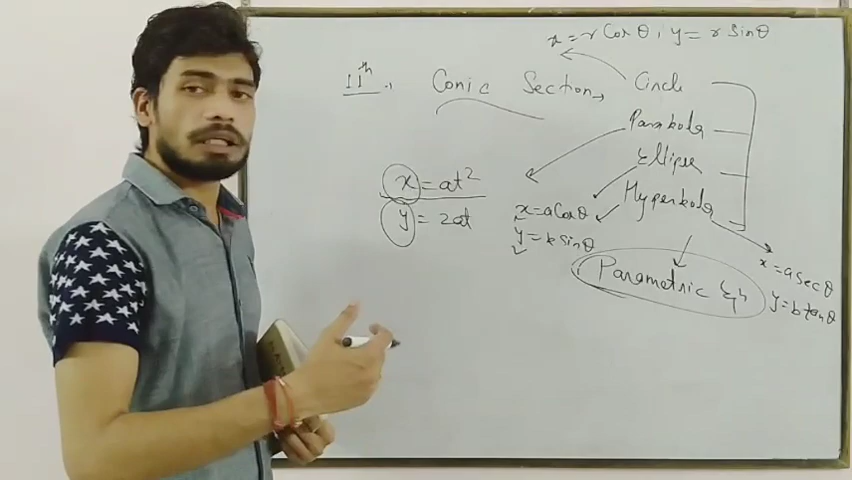 x = r Cos θ, y = r Sin θ
11th. Conic Section → Circle
Parabola
Ellipse
Hyperbola
x = at²
y = 2at
x = a Cos θ
y = b sin θ
Parametric Eqn
x = a sec θ
y = b tan θ